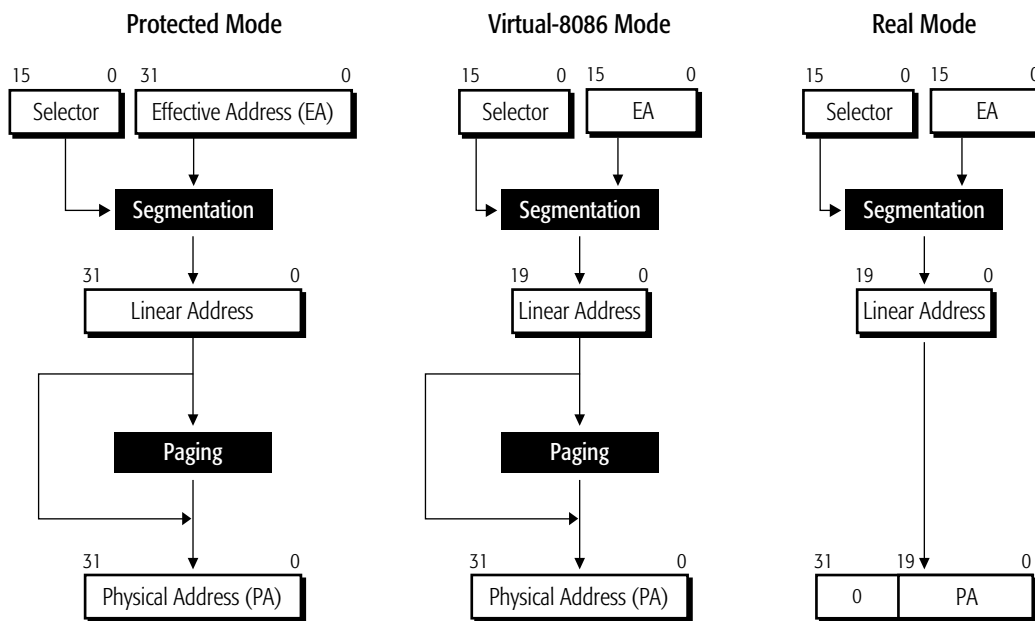 Protected Mode Virtual-8086 Mode Real Mode
15 0 31 0 15 0 15 0 15 0 15 0
Selector Effective Address (EA) Selector EA Selector EA
Segmentation Segmentation Segmentation
31 0 19 0 19 0
Linear Address Linear Address Linear Address
Paging Paging
31 0 31 0 31 19 0
Physical Address (PA) Physical Address (PA) 0 PA